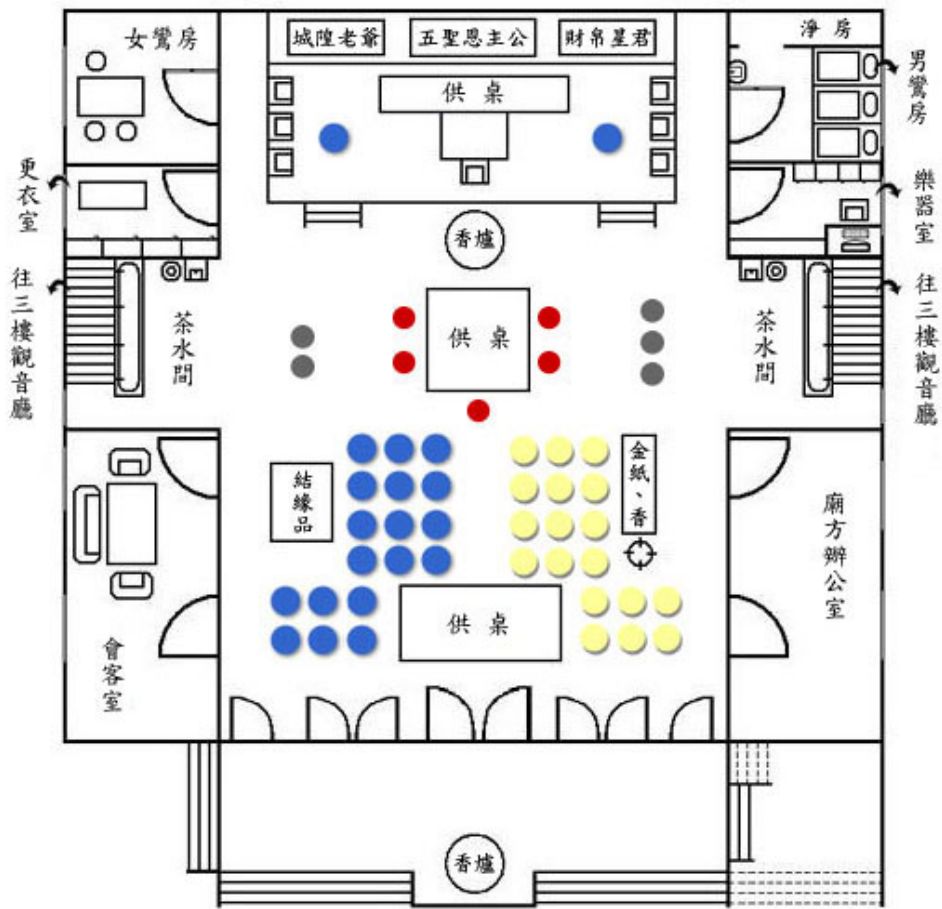 女鸞房
城隍老爺
五聖恩主公
財帛星君
淨房
男鸞房
供桌
更衣室
樂器室
香爐
往三樓觀音廳
茶水間
供桌
茶水間
往三樓觀音廳
結緣品
金紙、香
廟方辦公室
供桌
會客室
香爐